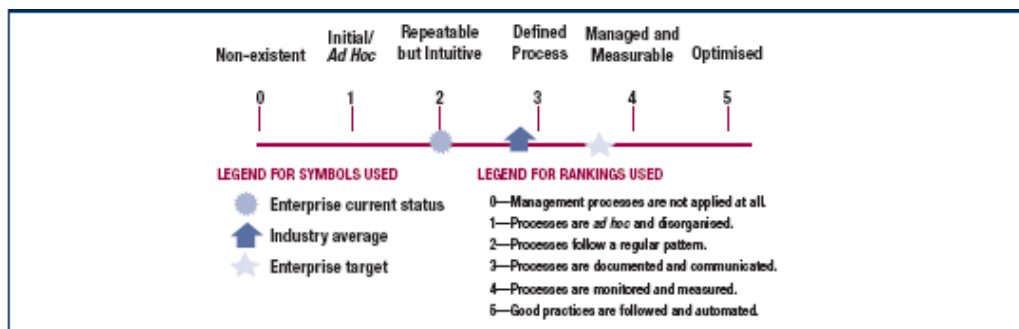 Non-existent
Initial/
Ad Hoc
Repeatable
but Intuitive
Defined
Process
Managed and
Measurable
Optimised
0 1 2 3 4 5
LEGEND FOR SYMBOLS USED
Enterprise current status
Industry average
Enterprise target
LEGEND FOR RANKINGS USED
0—Management processes are not applied at all.
1—Processes are ad hoc and disorganised.
2—Processes follow a regular pattern.
3—Processes are documented and communicated.
4—Processes are monitored and measured.
5—Good practices are followed and automated.